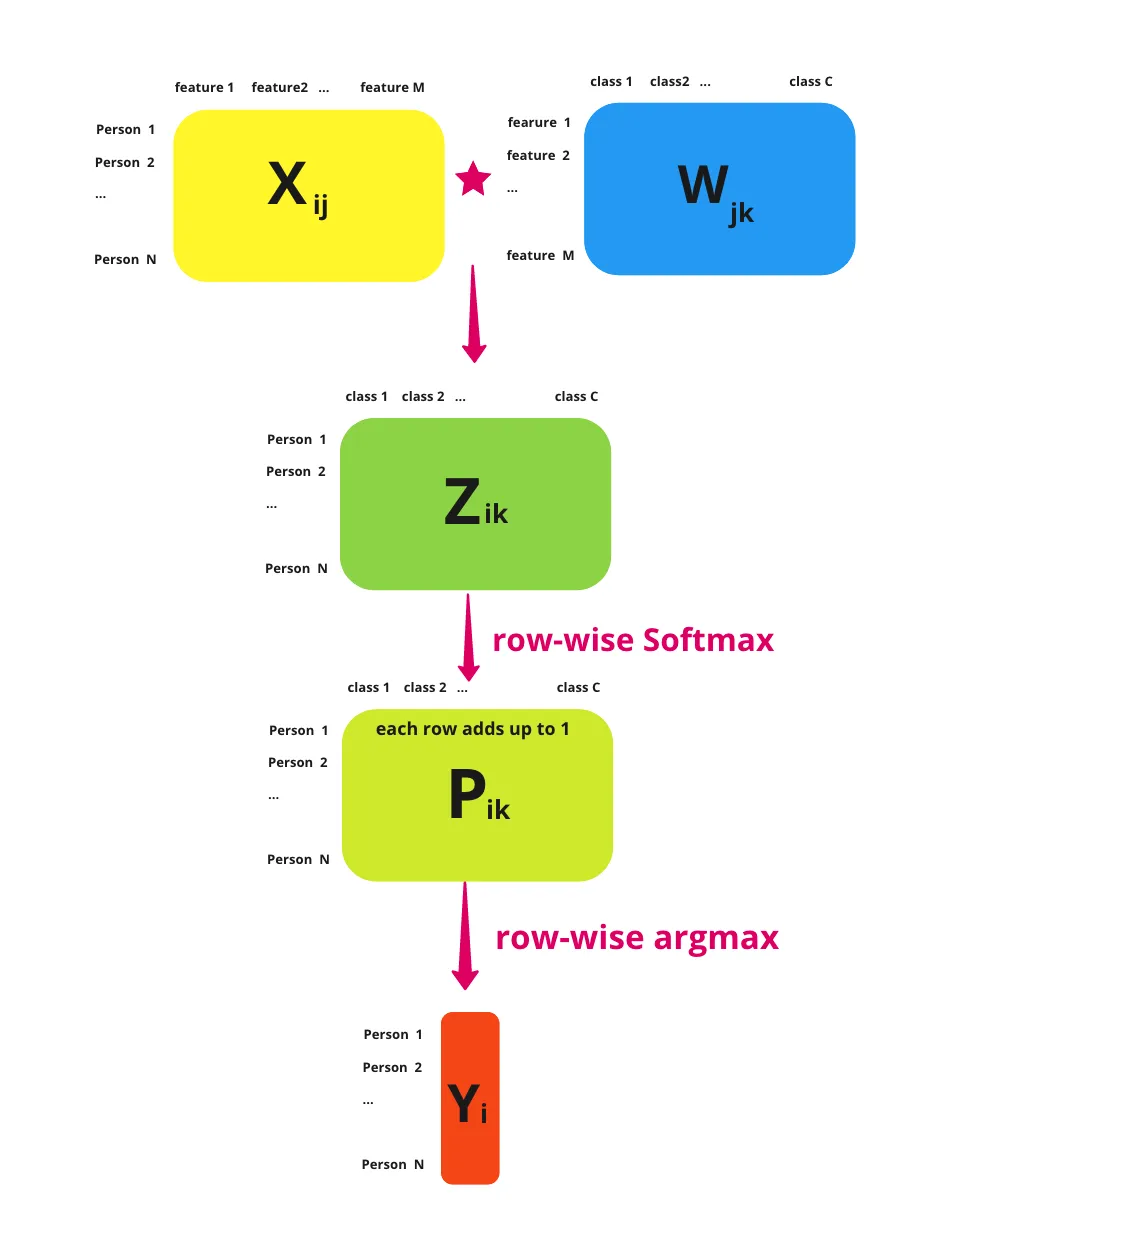 feature 1 feature2 ... feature M
Person 1
Person 2
...
Person N
X ij
class 1 class2 ... class C
fearure 1
feature 2
...
feature M
W jk
class 1 class 2 ... class C
Person 1
Person 2
...
Person N
Z ik
row-wise Softmax
class 1 class 2 ... class C
Person 1
Person 2
...
Person N
each row adds up to 1
P ik
row-wise argmax
Person 1
Person 2
...
Person N
Y i